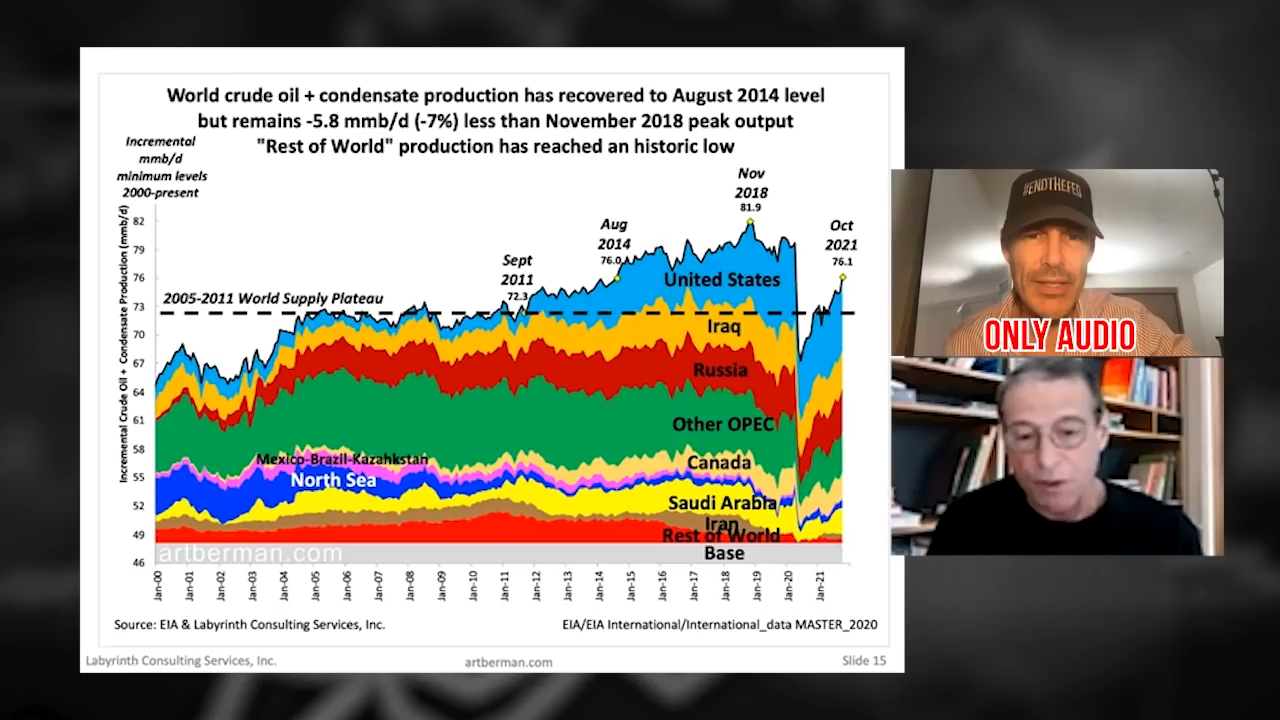 World crude oil + condensate production has recovered to August 2014 level
but remains -5.8 mmb/d (-7%) less than November 2018 peak output
"Rest of World" production has reached an historic low
Incremental
mmb/d
minimum levels
2000-present
Incremental Crude Oil + Condensate Production (mmb/d)
82
79
76
73
70
67
64
61
58
55
52
49
46
2005-2011 World Supply Plateau
Sept
2011
72.3
Aug
2014
76.0
Nov
2018
81.9
Oct
2021
76.1
United States
Iraq
Russia
Other OPEC
Canada
Mexico-Brazil-Kazahkstan
North Sea
Saudi Arabia
Iran
Rest of World
Base
artberman.com
Jan-00
Jan-01
Jan-02
Jan-03
Jan-04
Jan-05
Jan-06
Jan-07
Jan-08
Jan-09
Jan-10
Jan-11
Jan-12
Jan-13
Jan-14
Jan-15
Jan-16
Jan-17
Jan-18
Jan-19
Jan-20
Jan-21
Source: EIA & Labyrinth Consulting Services, Inc.
EIA/EIA International/International_data MASTER_2020
Labyrinth Consulting Services, Inc.
artberman.com
Slide 15
#ENDTHEFED
ONLY AUDIO